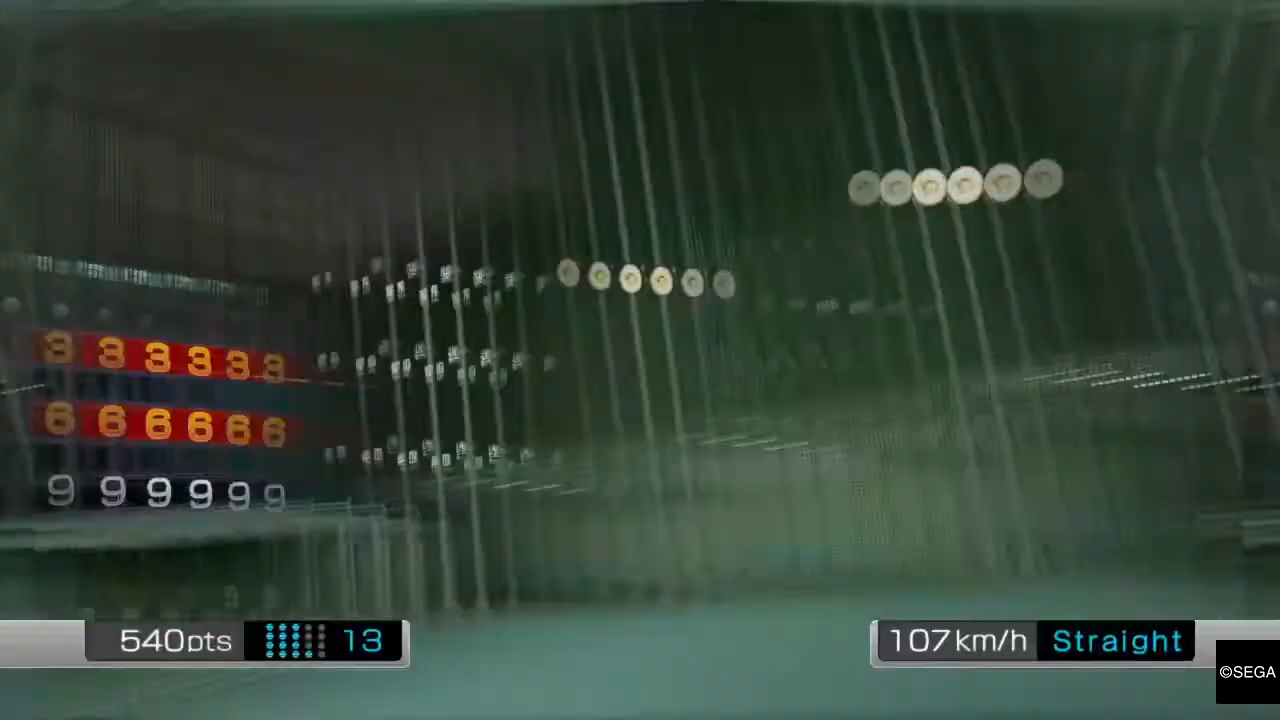 3 3 3 3 3 3
6 6 6 6 6 6
9 9 9 9 9 9
540pts 13
107km/h Straight
©SEGA